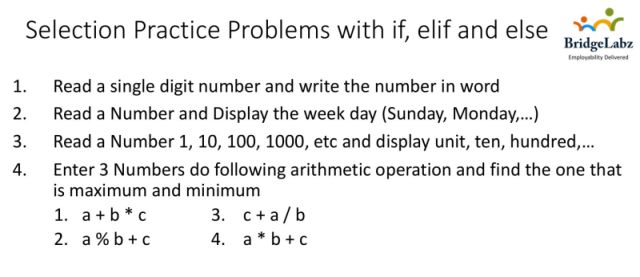 Selection Practice Problems with if, elif and else
BridgeLabz
Employability Delivered
1. Read a single digit number and write the number in word
2. Read a Number and Display the week day (Sunday, Monday,...)
3. Read a Number 1, 10, 100, 1000, etc and display unit, ten, hundred,...
4. Enter 3 Numbers do following arithmetic operation and find the one that
is maximum and minimum
1. a + b * c 3. c + a / b
2. a % b + c 4. a * b + c